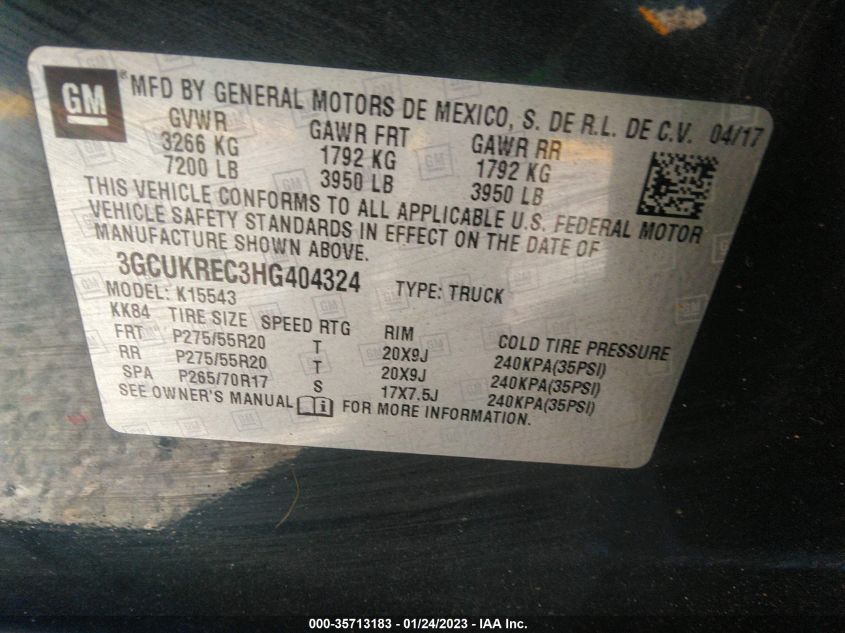 GM ® MFD BY GENERAL MOTORS DE MEXICO, S. DE R.L. DE C.V. 04/17
GVWR GAWR FRT GAWR RR
3266 KG 1792 KG 1792 KG
7200 LB 3950 LB 3950 LB
THIS VEHICLE CONFORMS TO ALL APPLICABLE U.S. FEDERAL MOTOR
VEHICLE SAFETY STANDARDS IN EFFECT ON THE DATE OF
MANUFACTURE SHOWN ABOVE.
3GCUKREC3HG404324 TYPE: TRUCK
MODEL: K15543
KK84 TIRE SIZE SPEED RTG RIM COLD TIRE PRESSURE
FRT P275/55R20 T 20X9J 240KPA(35PSI)
RR P275/55R20 T 20X9J 240KPA(35PSI)
SPA P265/70R17 S 17X7.5J 240KPA(35PSI)
SEE OWNER'S MANUAL FOR MORE INFORMATION.
000-35713183 - 01/24/2023 - IAA Inc.